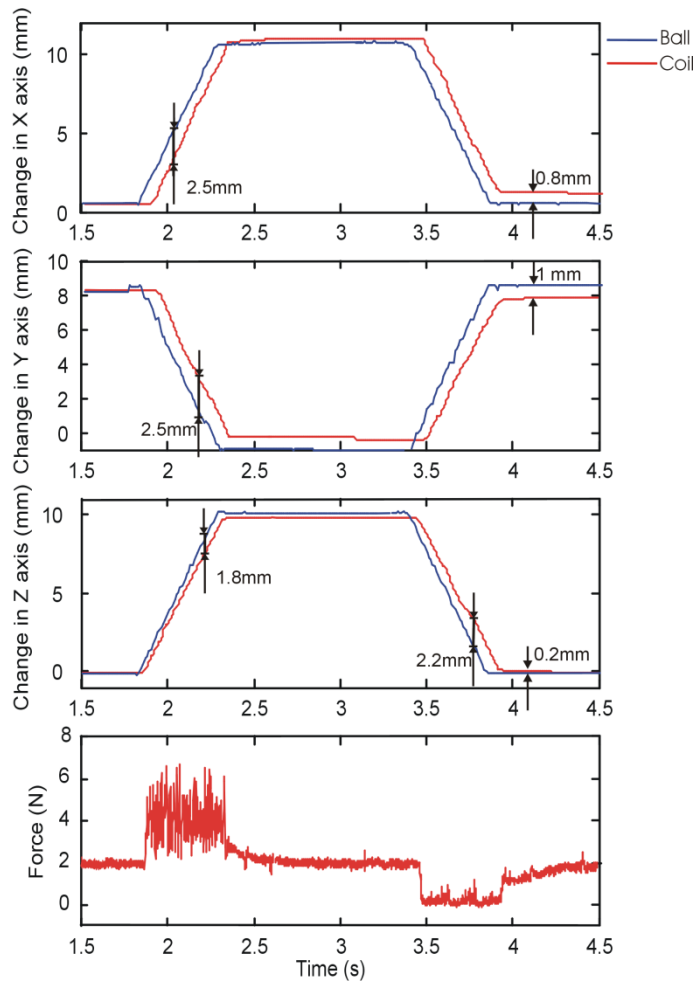 Ball
Coil
Change in X axis (mm)
10
5
0
2.5mm
0.8mm
1.5 2 2.5 3 3.5 4 4.5
Change in Y axis (mm)
10
8
6
4
2
0
2.5mm
1 mm
1.5 2 2.5 3 3.5 4 4.5
Change in Z axis (mm)
10
5
0
1.8mm
2.2mm
0.2mm
1.5 2 2.5 3 3.5 4 4.5
Force (N)
8
6
4
2
0
1.5 2 2.5 3 3.5 4 4.5
Time (s)